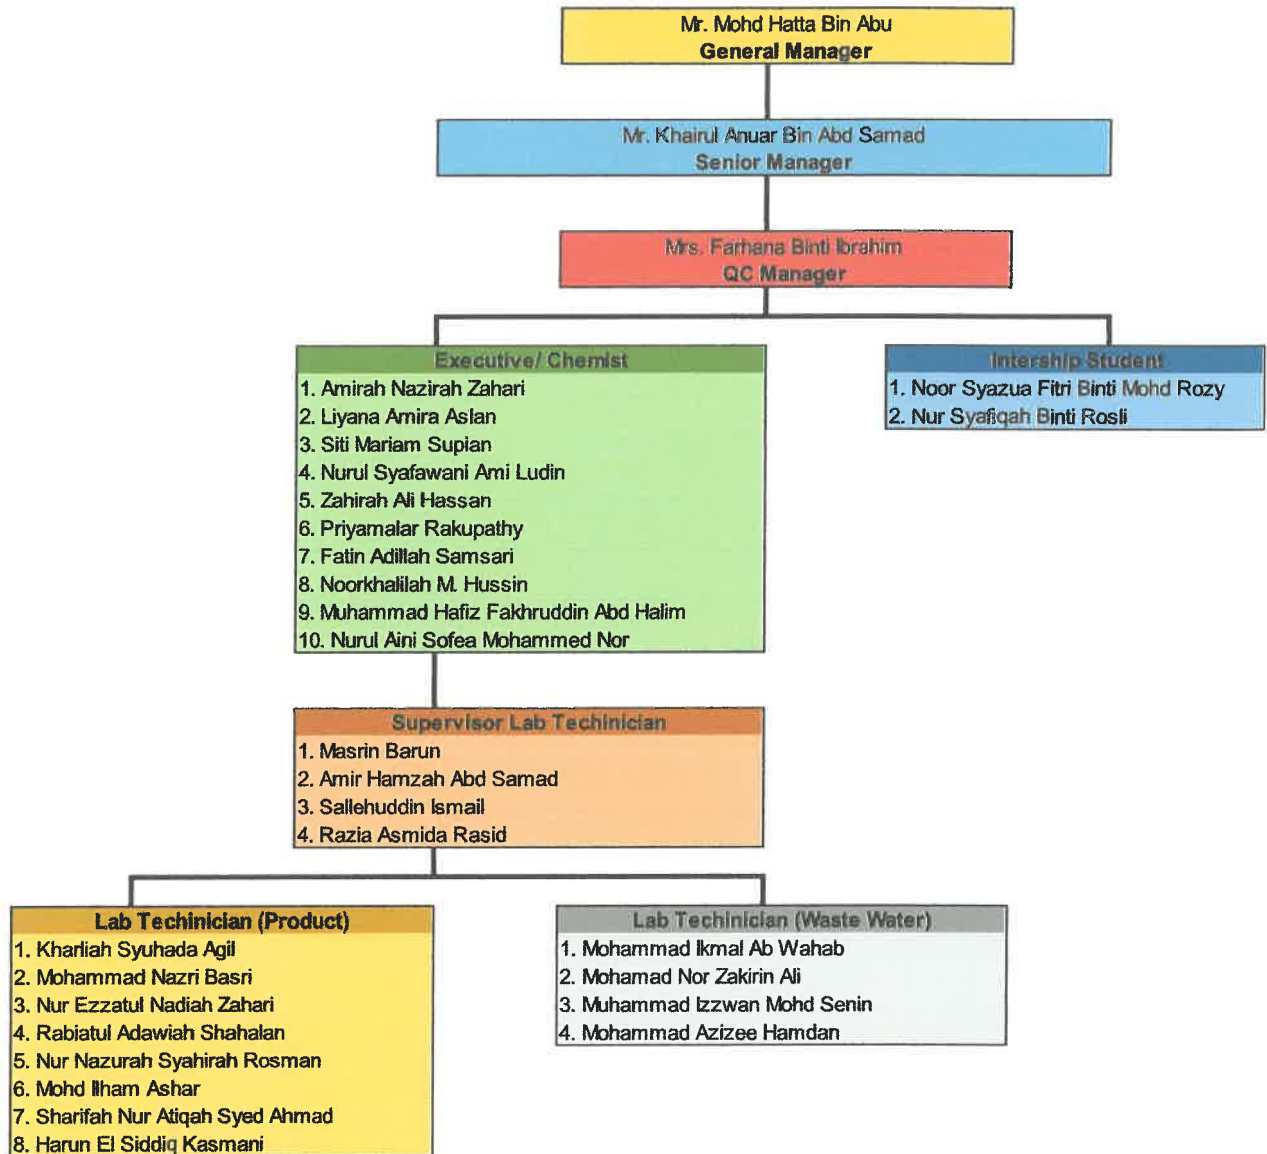 Mr. Mohd Hatta Bin Abu
General Manager
Mr. Khairul Anuar Bin Abd Samad
Senior Manager
Mrs. Farhana Binti Ibrahim
QC Manager
Executive/ Chemist
1. Amirah Nazirah Zahari
2. Liyana Amira Aslan
3. Siti Mariam Supian
4. Nurul Syafawani Ami Ludin
5. Zahirah Ali Hassan
6. Priyamalar Rakupathy
7. Fatin Adillah Samsari
8. Noorkhalilah M. Hussin
9. Muhammad Hafiz Fakhruddin Abd Halim
10. Nurul Aini Sofea Mohammed Nor
Intership Student
1. Noor Syazua Fitri Binti Mohd Rozy
2. Nur Syafiqah Binti Rosli
Supervisor Lab Techinician
1. Masrin Barun
2. Amir Hamzah Abd Samad
3. Sallehuddin Ismail
4. Razia Asmida Rasid
Lab Techinician (Product)
1. Kharliah Syuhada Agil
2. Mohammad Nazri Basri
3. Nur Ezzatul Nadiah Zahari
4. Rabiatul Adawiah Shahalan
5. Nur Nazurah Syahirah Rosman
6. Mohd Ilham Ashar
7. Sharifah Nur Atiqah Syed Ahmad
8. Harun El Siddiq Kasmani
Lab Techinician (Waste Water)
1. Mohammad Ikmal Ab Wahab
2. Mohamad Nor Zakirin Ali
3. Muhammad Izzwan Mohd Senin
4. Mohammad Azizee Hamdan